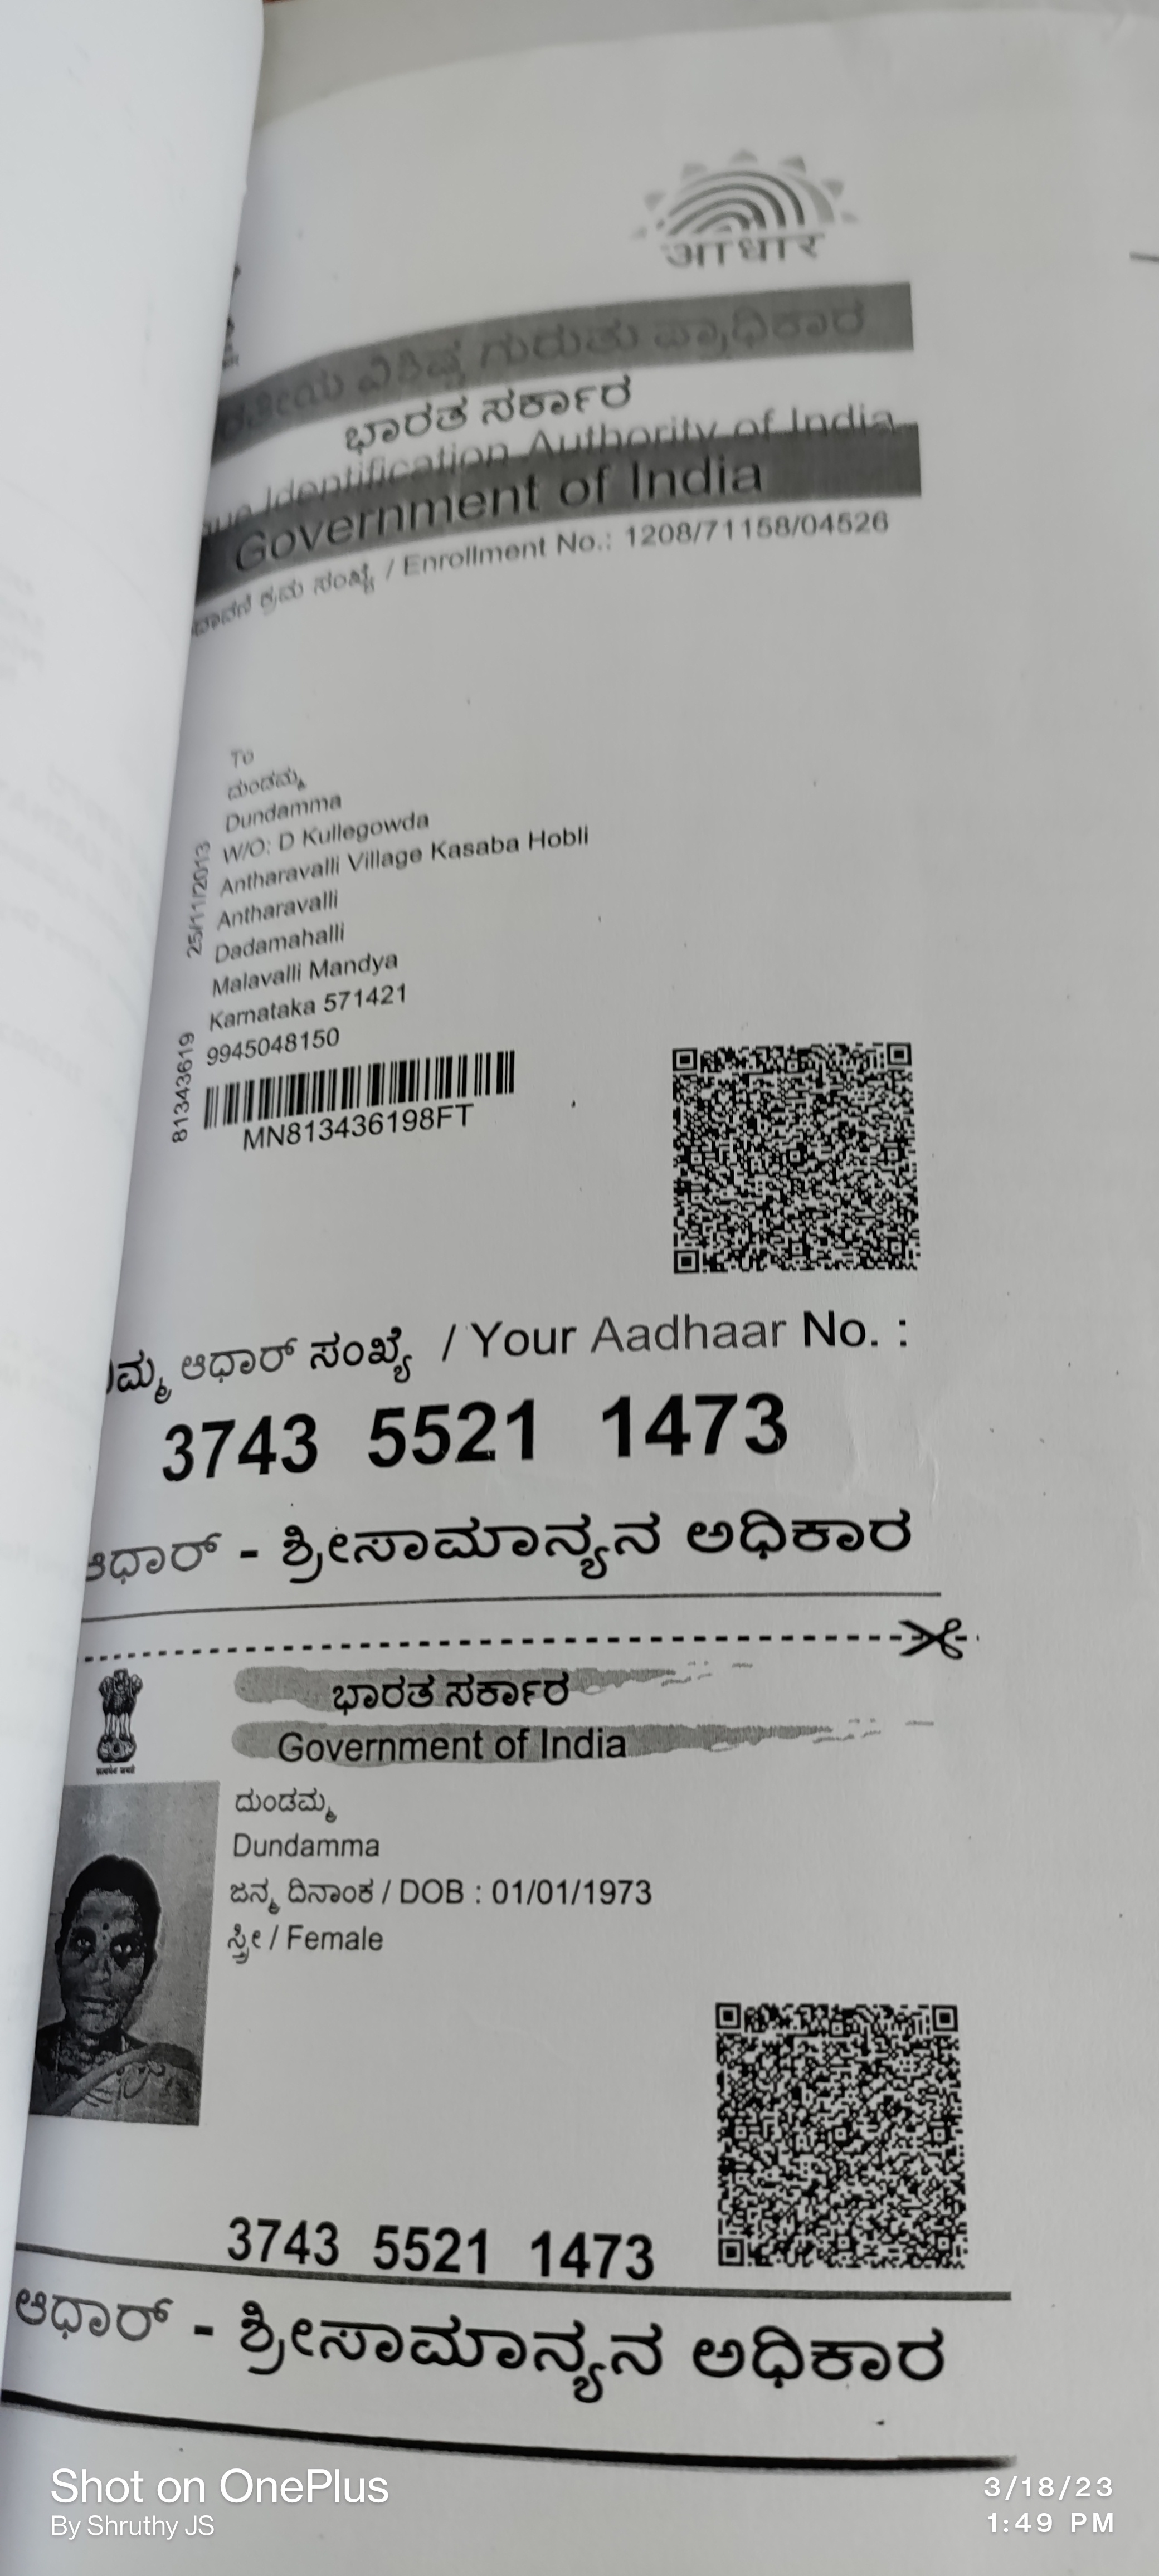 आधार
ವಿಶಿಷ್ಟ ಗುರುತು ಪ್ರಾಧಿಕಾರ
ಭಾರತ ಸರ್ಕಾರ
Identification Authority of India
Government of India
ಕ್ರಮ ಸಂಖ್ಯೆ / Enrollment No.: 1208/71158/04526
To
ದುಂಡಮ್ಮ
Dundamma
W/O: D Kullegowda
Antharavalli Village Kasaba Hobli
Antharavalli
Dadamahalli
Malavalli Mandya
Karnataka 571421
9945048150
25/11/2013
81343619
MN813436198FT
ಆಧಾರ್ ಸಂಖ್ಯೆ / Your Aadhaar No. :
3743 5521 1473
ಆಧಾರ್ - ಶ್ರೀಸಾಮಾನ್ಯನ ಅಧಿಕಾರ
ಭಾರತ ಸರ್ಕಾರ
Government of India
ದುಂಡಮ್ಮ
Dundamma
ಜನ್ಮ ದಿನಾಂಕ / DOB : 01/01/1973
ಸ್ತ್ರೀ / Female
3743 5521 1473
ಆಧಾರ್ - ಶ್ರೀಸಾಮಾನ್ಯನ ಅಧಿಕಾರ
Shot on OnePlus
By Shruthy JS
3/18/23
1:49 PM